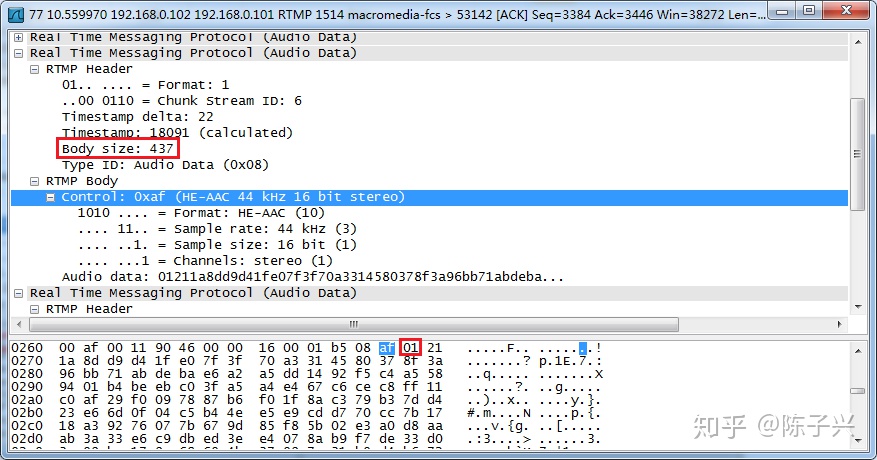 77 10.559970 192.168.0.102 192.168.0.101 RTMP 1514 macromedia-fcs > 53142 [ACK] Seq=3384 Ack=3446 Win=38272 Len=...
Real Time Messaging Protocol (Audio Data)
Real Time Messaging Protocol (Audio Data)
RTMP Header
01.. .... = Format: 1
..00 0110 = Chunk Stream ID: 6
Timestamp delta: 22
Timestamp: 18091 (calculated)
Body size: 437
Type ID: Audio Data (0x08)
RTMP Body
Control: 0xaf (HE-AAC 44 kHz 16 bit stereo)
1010 .... = Format: HE-AAC (10)
.... 11.. = Sample rate: 44 kHz (3)
.... ..1. = Sample size: 16 bit (1)
.... ...1 = Channels: stereo (1)
Audio data: 01211a8dd9d41fe07f3f70a3314580378f3a96bb71abdeba...
Real Time Messaging Protocol (Audio Data)
RTMP Header
0260 00 af 00 11 90 46 00 00 16 00 01 b5 08 af 01 21 .....F.. .......!
0270 1a 8d d9 d4 1f e0 7f 3f 70 a3 31 45 80 37 8f 3a .......? p.1E.7.:
0280 96 bb 71 ab de ba e6 a2 a5 dd 14 92 f5 c4 a5 58 ..q..... .......X
0290 94 01 b4 be eb c0 3f a5 a4 e4 67 c6 ce c8 ff 11 ......?. ..g.....
02a0 c0 af 29 f0 09 78 87 b6 f0 1f 8a c3 79 b3 7d d4 ..)..x.. ....y.}.
02b0 23 e6 6d 0f 04 c5 b4 4e e5 e9 cd d7 70 cc 7b 17 #.m....N ....p.{.
02c0 18 a3 92 76 07 7b 67 9d 85 f8 5b 02 e3 a0 d8 aa ...v.{g. ..[.....
02d0 ab 3a 33 e6 c9 db ed 3e e4 07 8a b9 f7 de 33 d0 .:3....> ......3.
知乎 @陈子兴